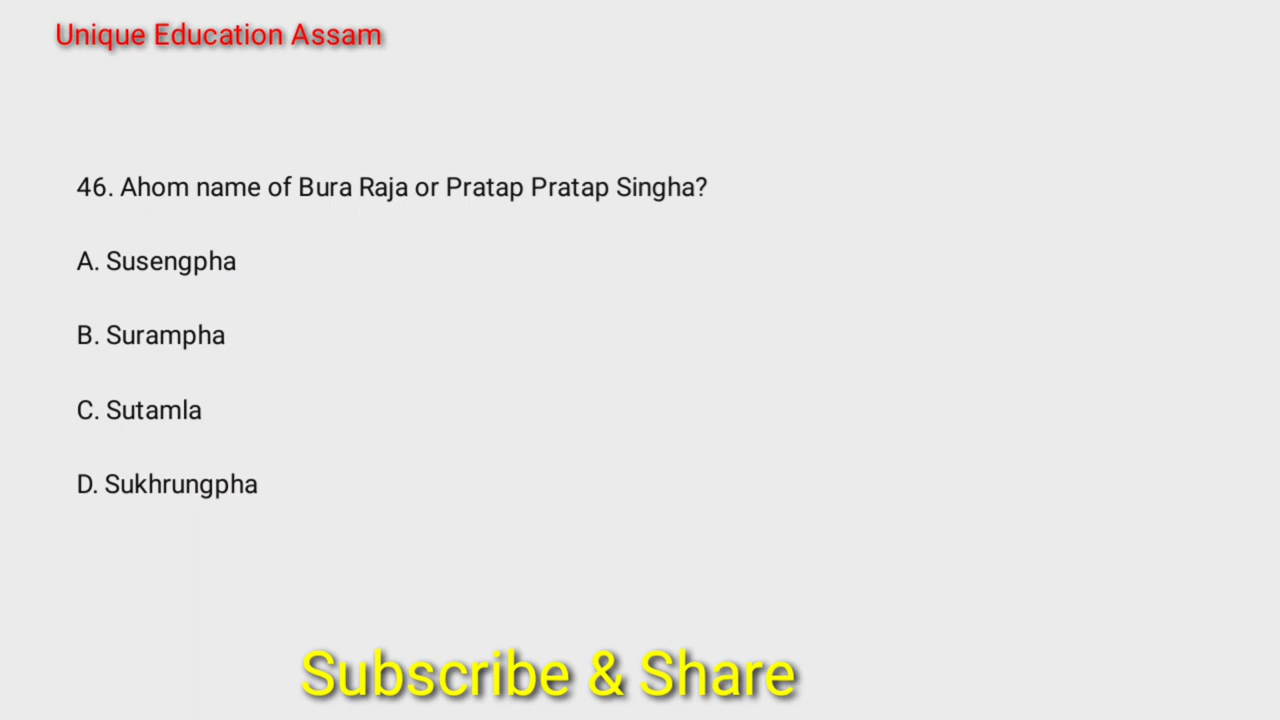 Unique Education Assam
46. Ahom name of Bura Raja or Pratap Pratap Singha?
A. Susengpha
B. Surampha
C. Sutamla
D. Sukhrungpha
Subscribe & Share